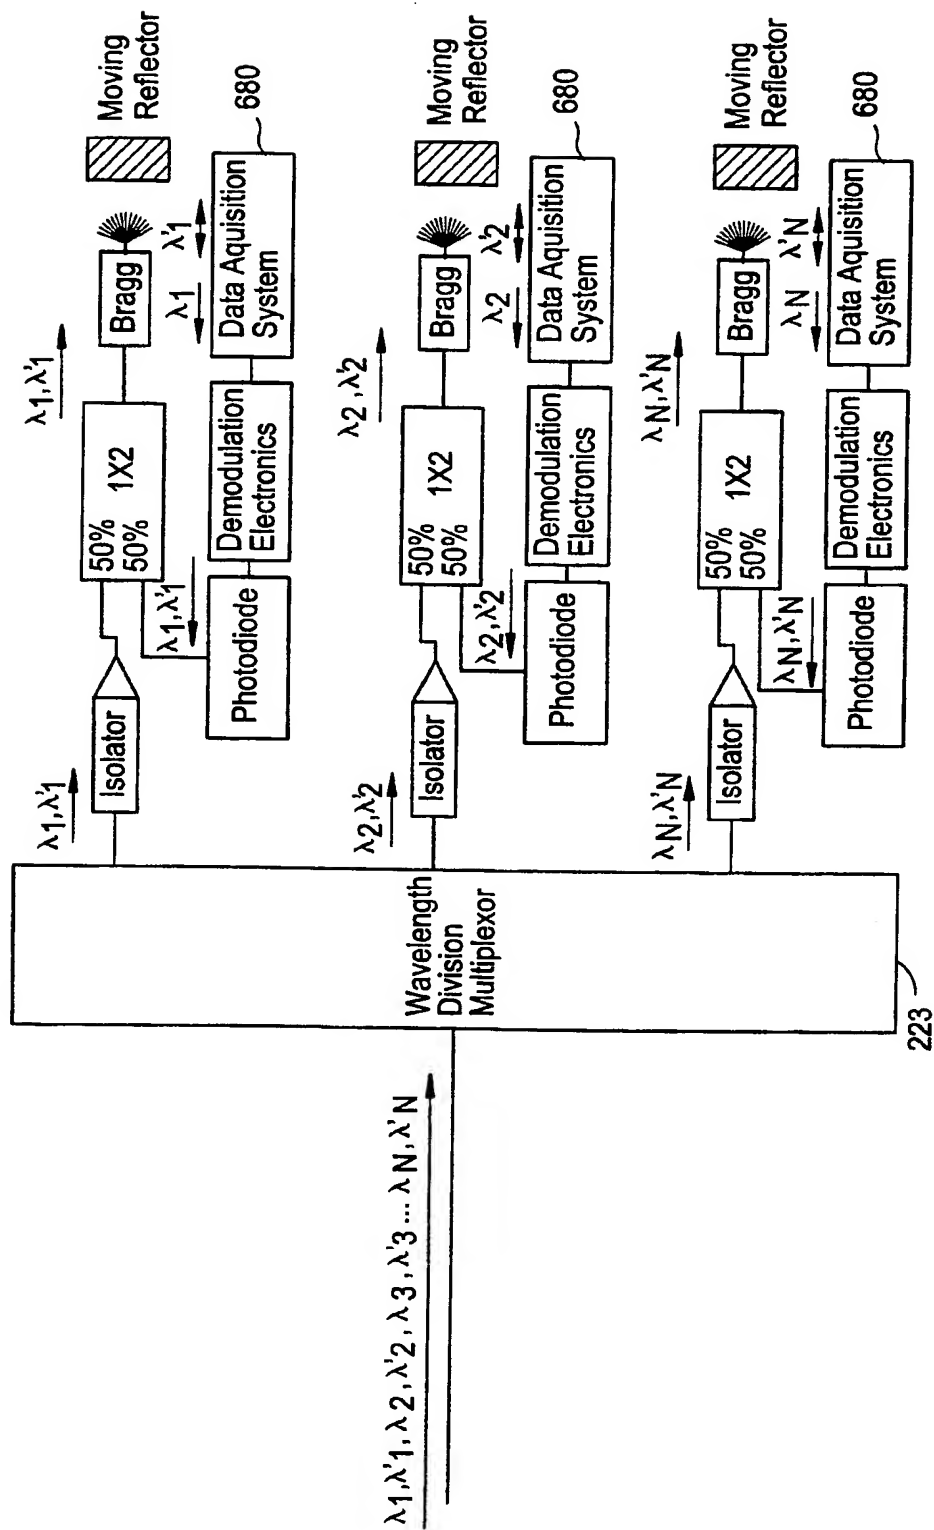 λ1,λ'1,λ2,λ'2,λ3,λ'3...λN,λ'N
Wavelength
Division
Multiplexor
223
λ1,λ'1
Isolator
50%
50%
1X2
λ1,λ'1
Bragg
Moving
Reflector
λ1,λ'1
λ1
λ'1
Photodiode
Demodulation
Electronics
Data Aquisition
System
680
λ2,λ'2
Isolator
50%
50%
1X2
λ2,λ'2
Bragg
Moving
Reflector
λ2,λ'2
λ2
λ'2
Photodiode
Demodulation
Electronics
Data Aquisition
System
680
λN,λ'N
Isolator
50%
50%
1X2
λN,λ'N
Bragg
Moving
Reflector
λN,λ'N
λN
λ'N
Photodiode
Demodulation
Electronics
Data Aquisition
System
680